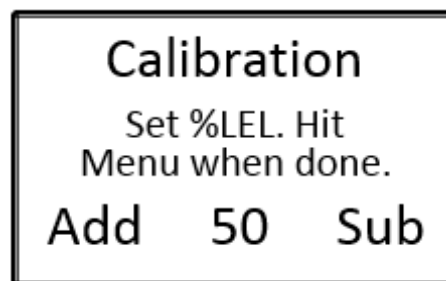 Calibration
Set %LEL. Hit
Menu when done.
Add 50 Sub